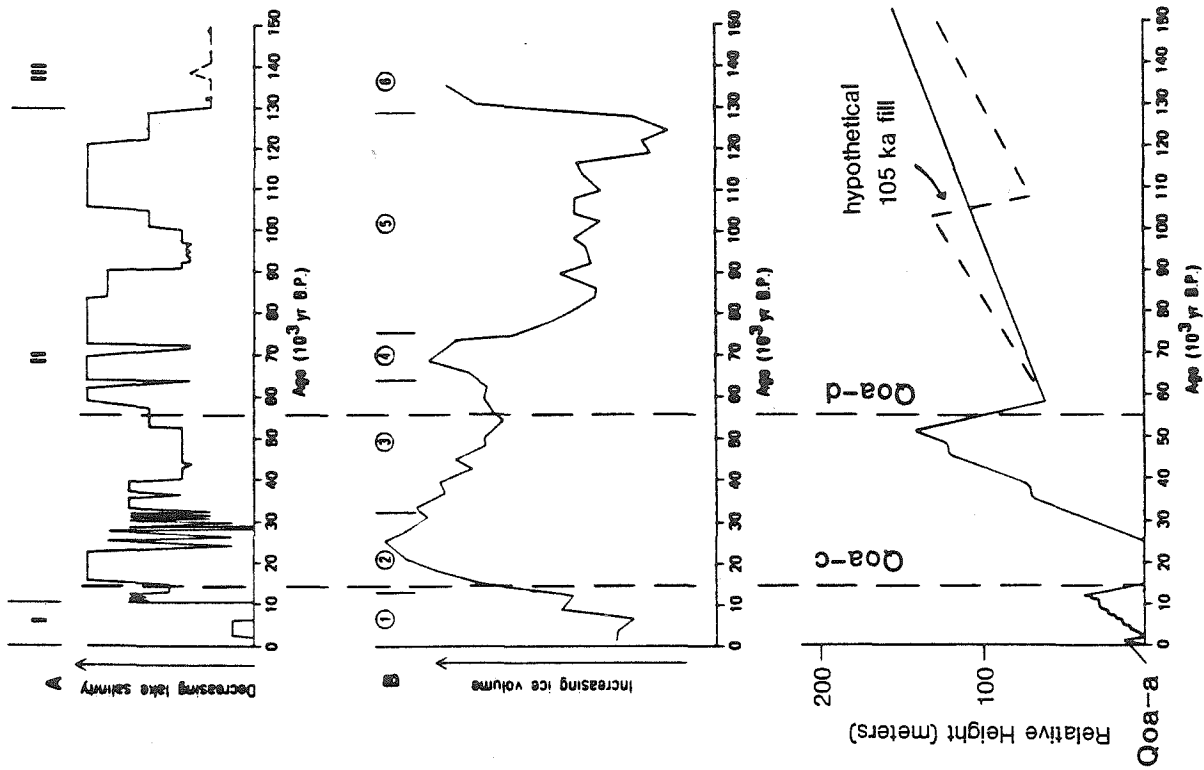 A
I
II
III
Decreasing lake salinity
0 10 20 30 40 50 60 70 80 90 100 110 120 130 140 150
Age (10³ yr B.P.)
B
① ② ③ ④ ⑤ ⑥
Increasing ice volume
0 10 20 30 40 50 60 70 80 90 100 110 120 130 140 150
Age (10³ yr B.P.)
Qoa-c
Qoa-d
hypothetical
105 ka fill
200
100
Relative Height (meters)
Qoa-a
0 10 20 30 40 50 60 70 80 90 100 110 120 130 140 150
Age (10³ yr B.P.)